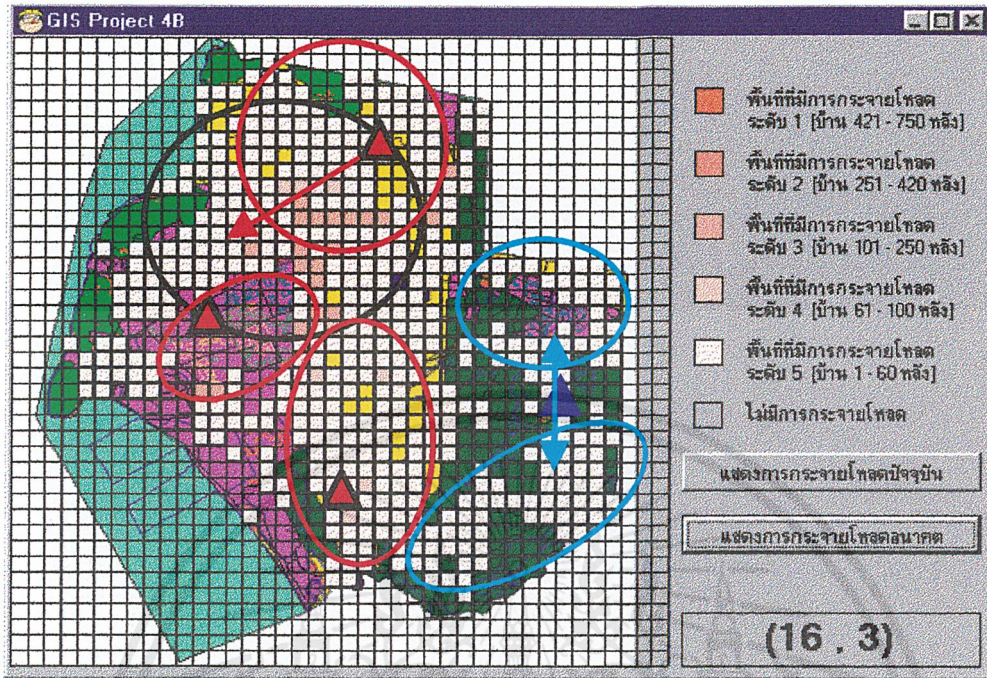 GIS Project 4B
พื้นที่ที่มีการกระจายโหลด
ระดับ 1 [บ้าน 421 - 750 หลัง]
พื้นที่ที่มีการกระจายโหลด
ระดับ 2 [บ้าน 251 - 420 หลัง]
พื้นที่ที่มีการกระจายโหลด
ระดับ 3 [บ้าน 101 - 250 หลัง]
พื้นที่ที่มีการกระจายโหลด
ระดับ 4 [บ้าน 61 - 100 หลัง]
พื้นที่ที่มีการกระจายโหลด
ระดับ 5 [บ้าน 1 - 60 หลัง]
ไม่มีการกระจายโหลด
แสดงการกระจายโหลดปัจจุบัน
แสดงการกระจายโหลดอนาคต
(16 , 3)